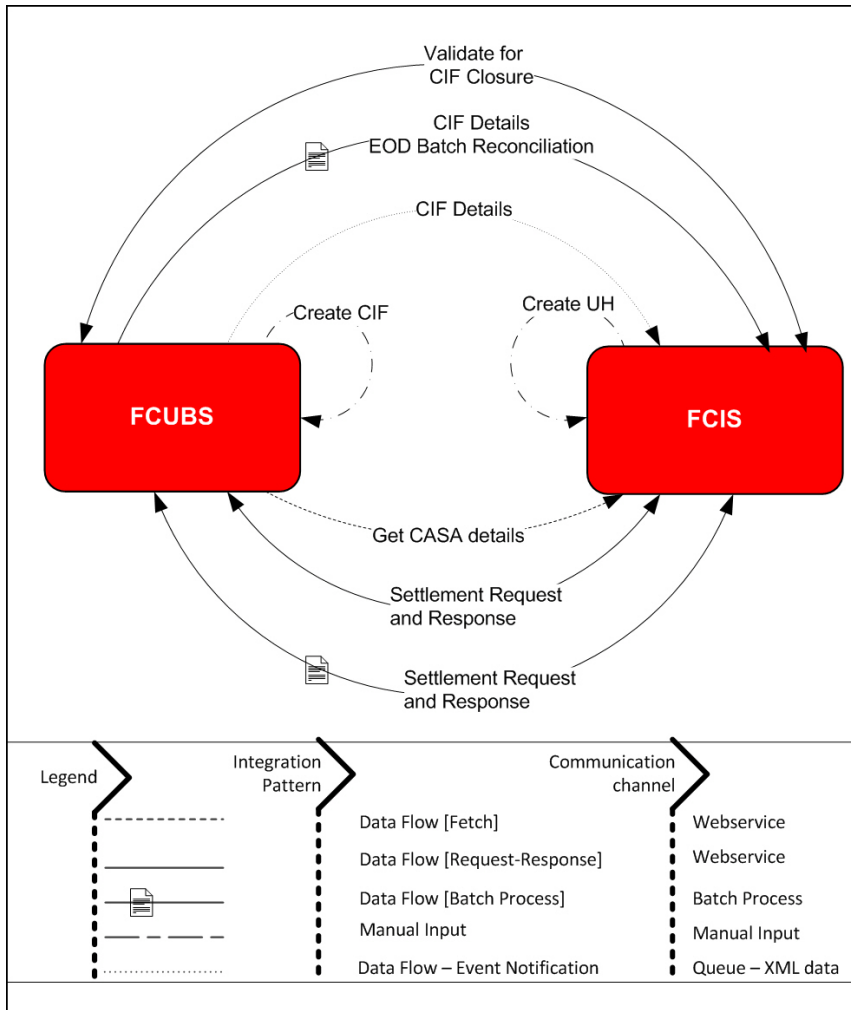 Validate for
CIF Closure
CIF Details
EOD Batch Reconciliation
CIF Details
Create CIF
Create UH
FCUBS
FCIS
Get CASA details
Settlement Request
and Response
Settlement Request
and Response
Legend
Integration
Pattern
Communication
channel
Data Flow [Fetch]
Webservice
Data Flow [Request-Response]
Webservice
Data Flow [Batch Process]
Batch Process
Manual Input
Manual Input
Data Flow – Event Notification
Queue – XML data